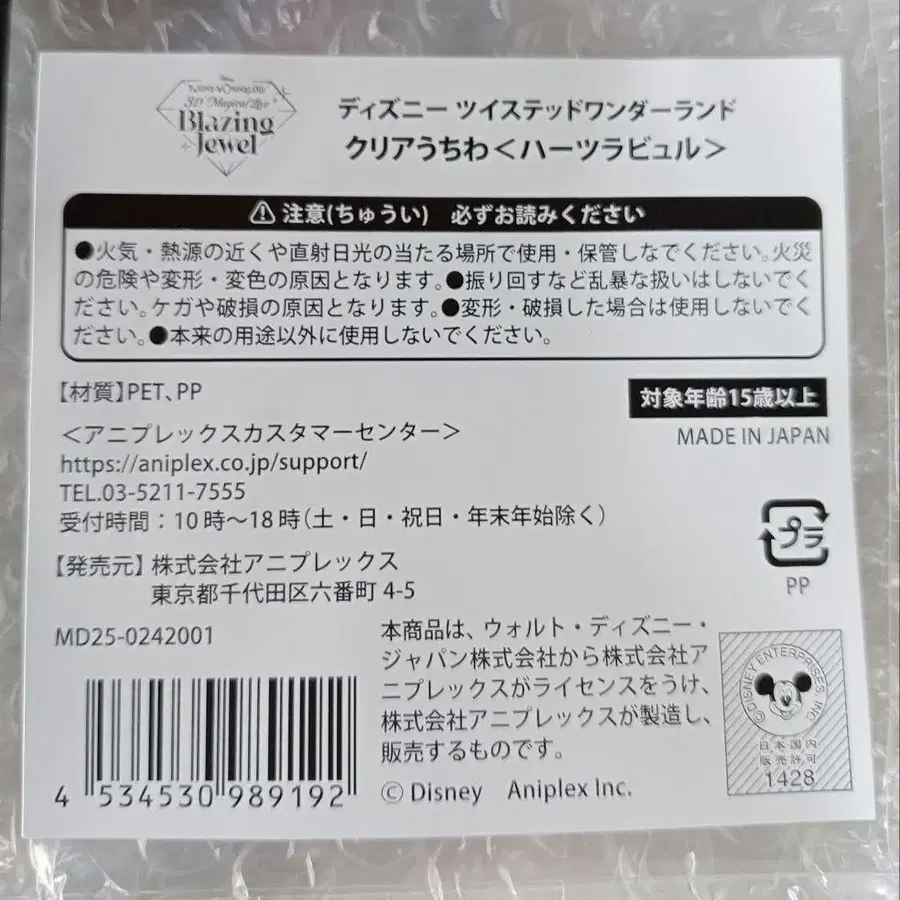 Disney
TWISTED-WONDERLAND
3D Magical Live
Blazing
Jewel
ディズニー ツイステッドワンダーランド
クリアうちわ＜ハーツラビュル＞
注意(ちゅうい) 必ずお読みください
●火気・熱源の近くや直射日光の当たる場所で使用・保管しなでください。火災
の危険や変形・変色の原因となります。●振り回すなど乱暴な扱いはしないでく
ださい。ケガや破損の原因となります。●変形・破損した場合は使用しないでく
ださい。●本来の用途以外に使用しないでください。
【材質】PET、PP
対象年齢15歳以上
MADE IN JAPAN
＜アニプレックスカスタマーセンター＞
https://aniplex.co.jp/support/
TEL.03-5211-7555
受付時間：10時～18時（土・日・祝日・年末年始除く）
プラ
PP
【発売元】株式会社アニプレックス
東京都千代田区六番町 4-5
MD25-0242001
4 534530 989192
本商品は、ウォルト・ディズニー・
ジャパン株式会社から株式会社ア
ニプレックスがライセンスをうけ、
株式会社アニプレックスが製造し、
販売するものです。
© Disney Aniplex Inc.
©DISNEY ENTERPRISES, INC.
日本国内
販売許可
1428